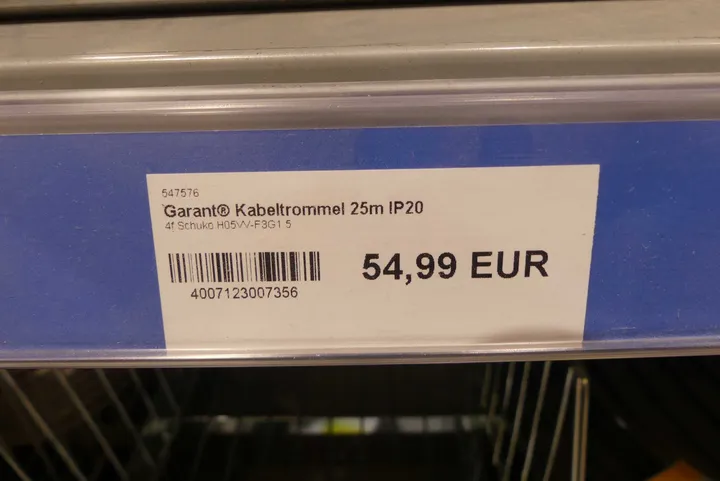 547576
Garant® Kabeltrommel 25m IP20
4f Schuko H05VV-F3G1.5
54,99 EUR
4007123007356